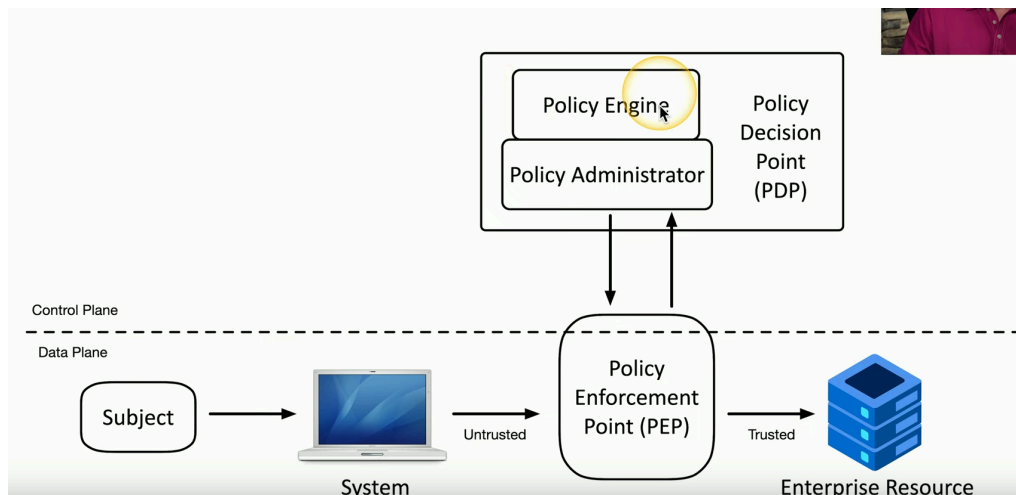 Policy Engine
Policy Administrator
Policy
Decision
Point
(PDP)
Control Plane
Data Plane
Subject
System
Untrusted
Policy
Enforcement
Point (PEP)
Trusted
Enterprise Resource